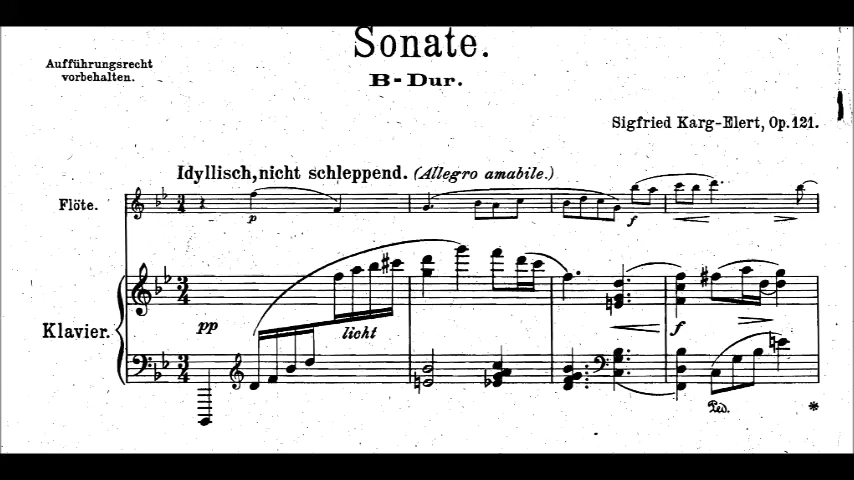 Sonate.
Aufführungsrecht
vorbehalten.
B-Dur.
Sigfried Karg-Elert, Op.121.
Idyllisch, nicht schleppend. (Allegro amabile.)
Flöte.
p
f
Klavier.
pp
licht
f
Ped.